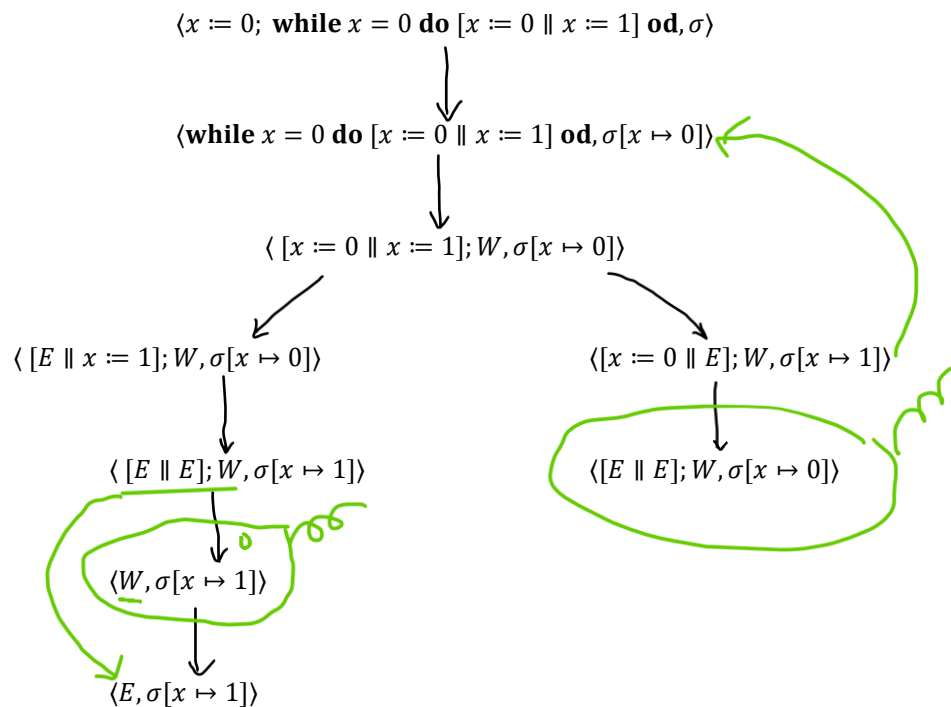 ⟨x ≔ 0; while x = 0 do [x ≔ 0 ∥ x ≔ 1] od, σ⟩
⟨while x = 0 do [x ≔ 0 ∥ x ≔ 1] od, σ[x ↦ 0]⟩
⟨ [x ≔ 0 ∥ x ≔ 1]; W, σ[x ↦ 0]⟩
⟨ [E ∥ x ≔ 1]; W, σ[x ↦ 0]⟩
⟨[x ≔ 0 ∥ E]; W, σ[x ↦ 1]⟩
⟨ [E ∥ E]; W, σ[x ↦ 1]⟩
⟨[E ∥ E]; W, σ[x ↦ 0]⟩
0
⟨W, σ[x ↦ 1]⟩
⟨E, σ[x ↦ 1]⟩